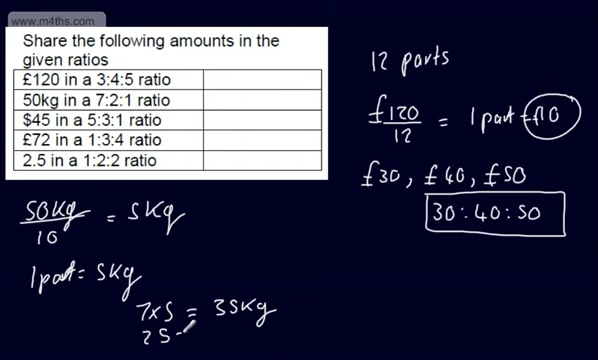 www.m4ths.com
Share the following amounts in the
given ratios
£120 in a 3:4:5 ratio
50kg in a 7:2:1 ratio
$45 in a 5:3:1 ratio
£72 in a 1:3:4 ratio
2.5 in a 1:2:2 ratio
12 parts
£120/12 = 1 part = £10
£30, £40, £50
30:40:50
50Kg/10 = 5Kg
1 part = 5Kg
7x5 = 35Kg
2 5 -